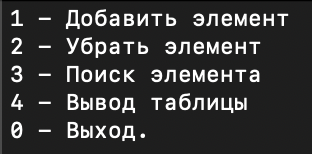 1 – Добавить элемент
2 – Убрать элемент
3 – Поиск элемента
4 – Вывод таблицы
0 – Выход.